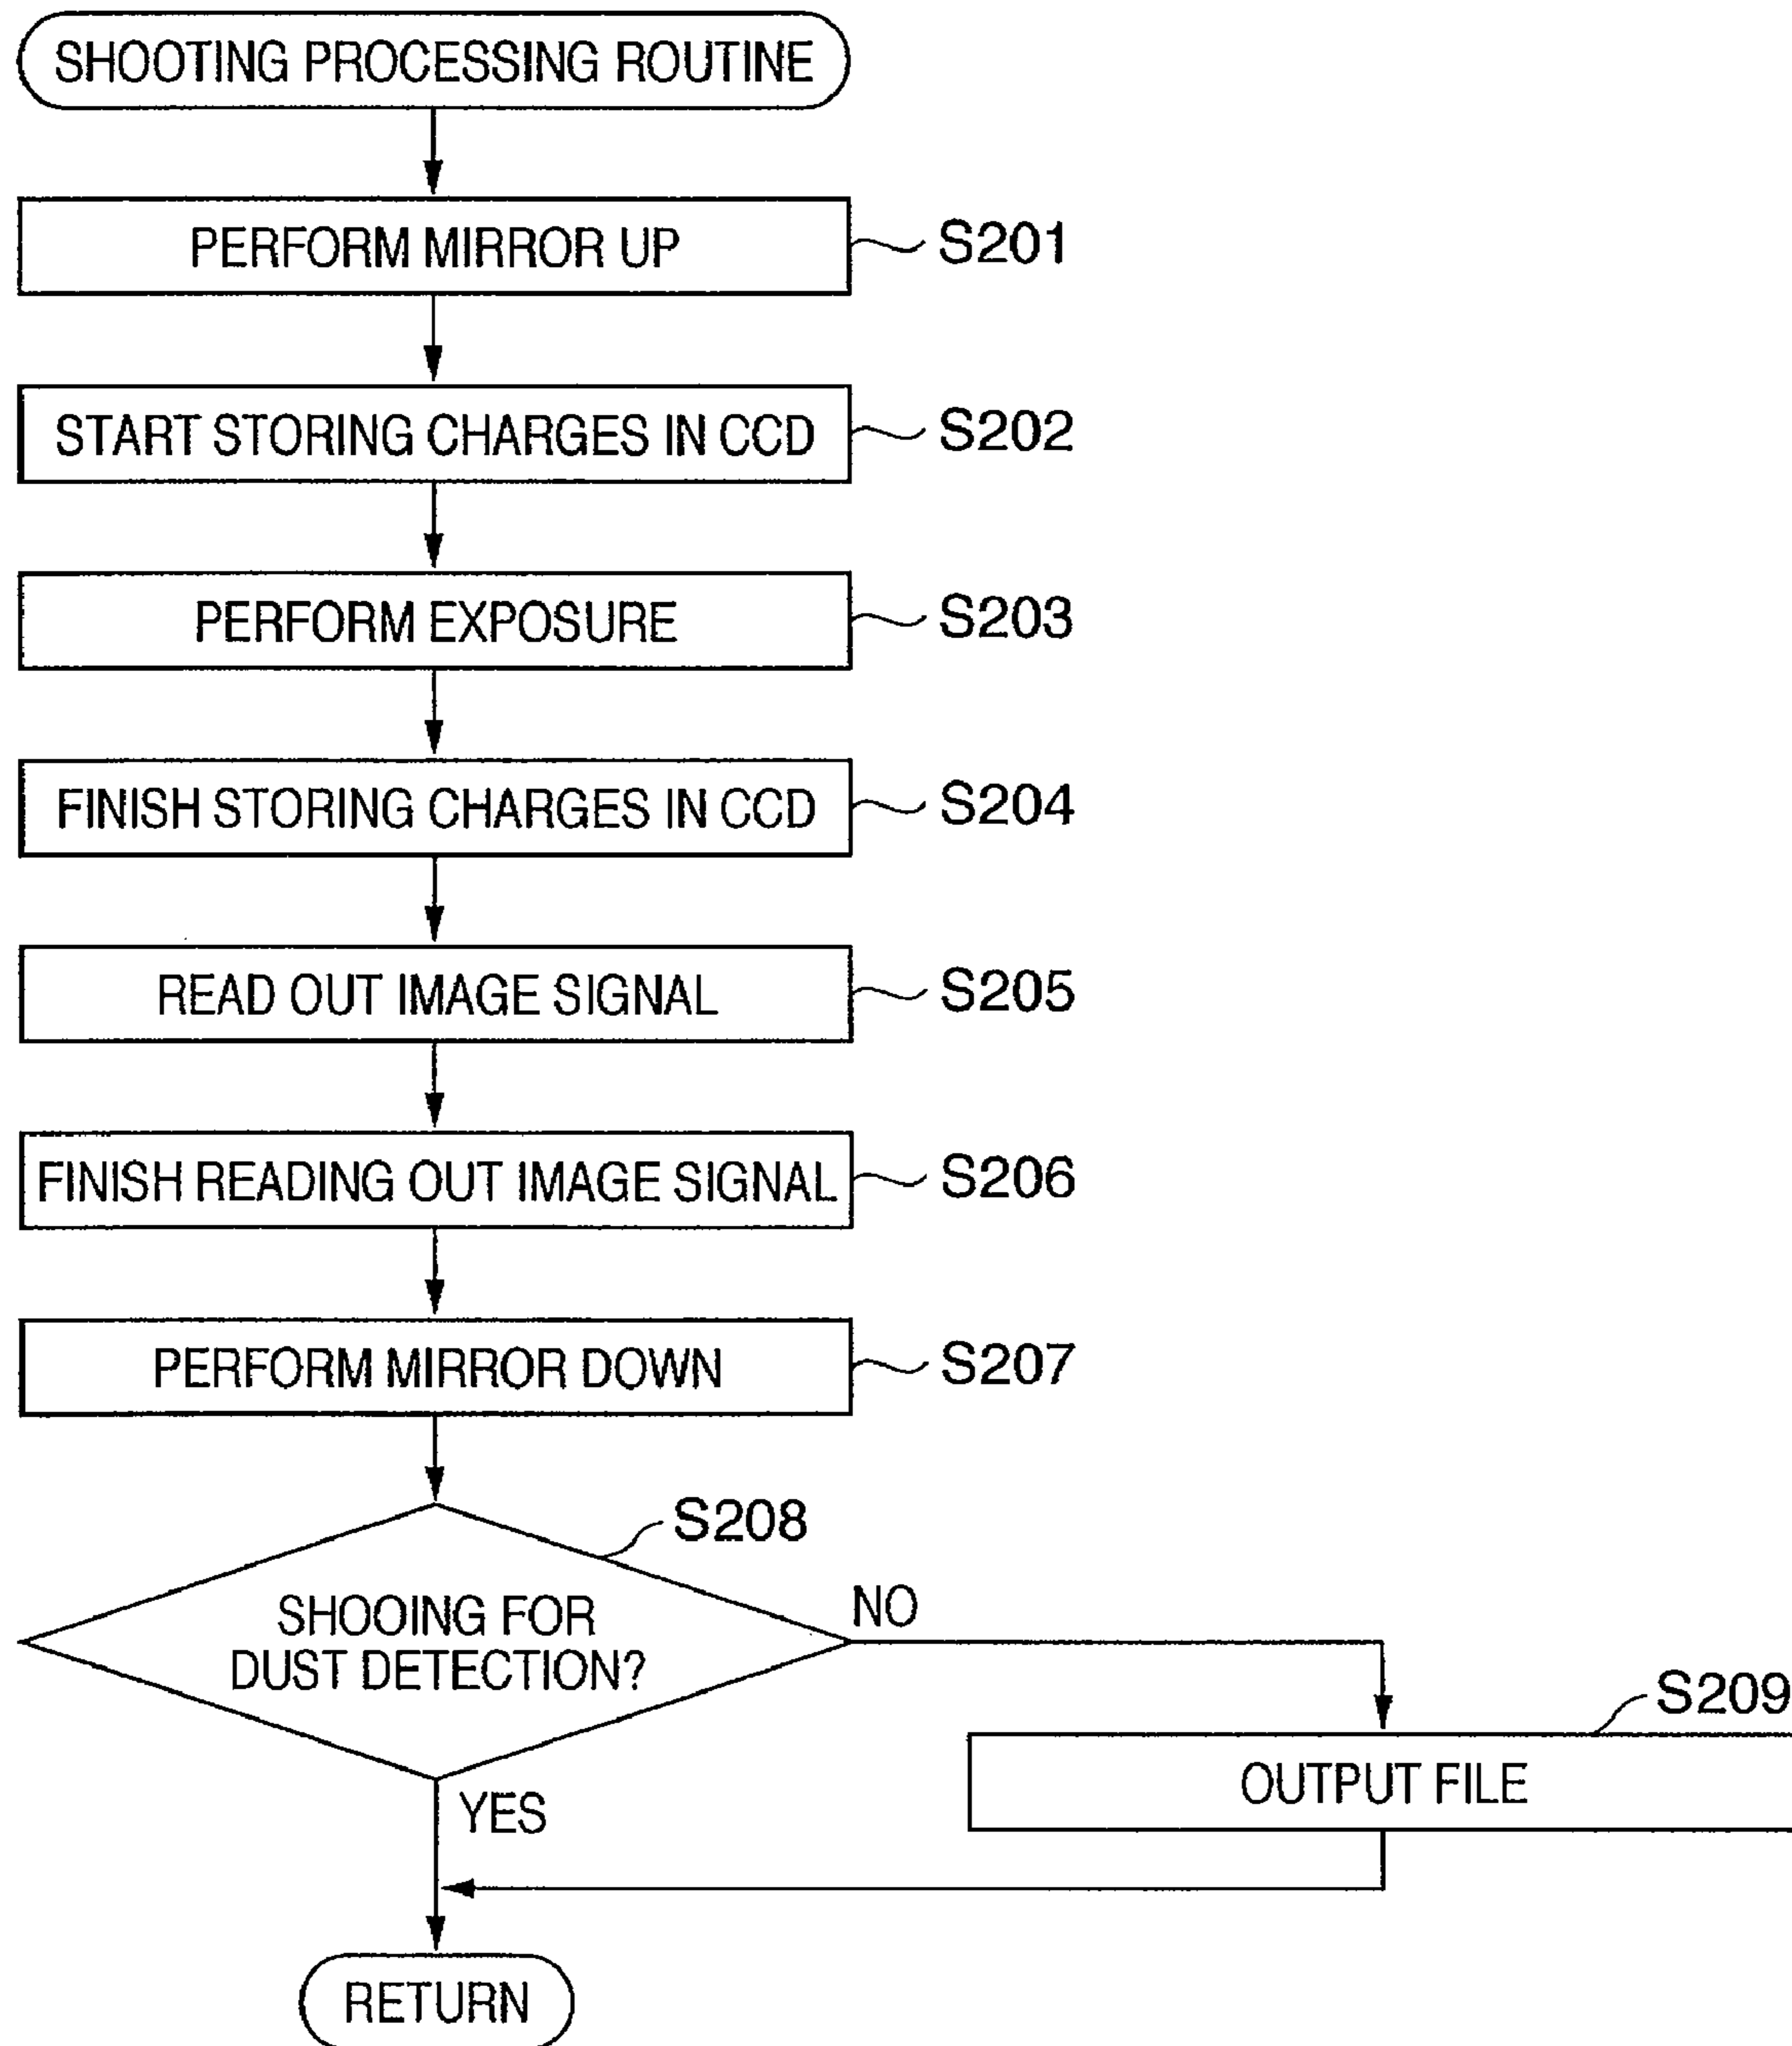 SHOOTING PROCESSING ROUTINE
PERFORM MIRROR UP
S201
START STORING CHARGES IN CCD
S202
PERFORM EXPOSURE
S203
FINISH STORING CHARGES IN CCD
S204
READ OUT IMAGE SIGNAL
S205
FINISH READING OUT IMAGE SIGNAL
S206
PERFORM MIRROR DOWN
S207
S208
SHOOING FOR
DUST DETECTION?
NO
S209
OUTPUT FILE
YES
RETURN